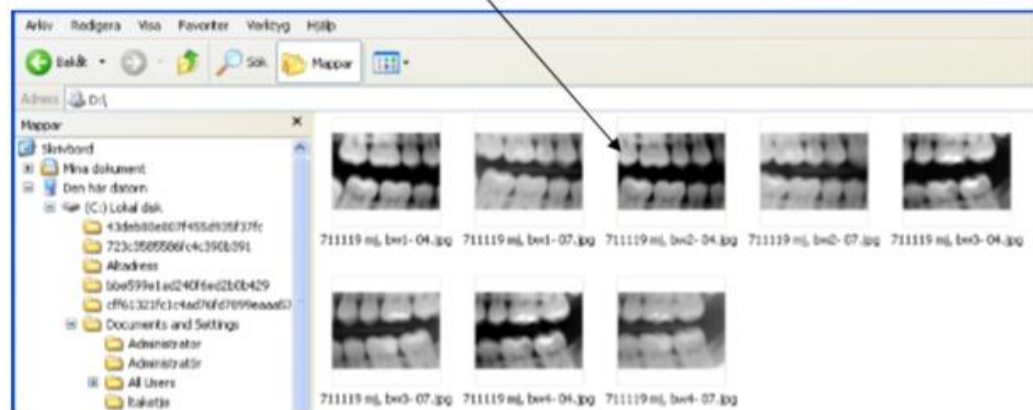 Arkiv Redigera Visa Favoriter Verktyg Hjälp
Bakåt Sök Mappar
Adress D:\
Mappar
Skrivbord
Mina dokument
Den här datorn
(C:) Lokal disk
723c3585586fc4c390b391
Altadress
bbe599e1ad240f6ed2b0b429
Documents and Settings
Administrator
Administratör
All Users
ltaketje
711119 mj, bw1- 04.jpg 711119 mj, bw1- 07.jpg 711119 mj, bw2- 04.jpg 711119 mj, bw2- 07.jpg 711119 mj, bw3- 04.jpg
711119 mj, bw3- 07.jpg 711119 mj, bw4- 04.jpg 711119 mj, bw4- 07.jpg